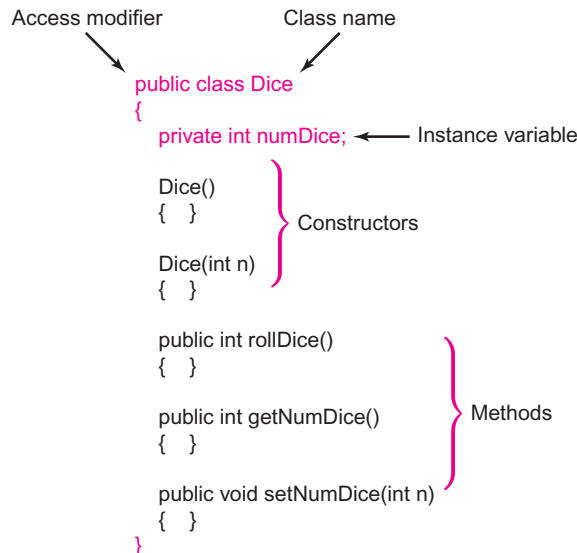 Access modifier Class name
public class Dice
{
private int numDice; Instance variable
Dice()
{ }
Constructors
Dice(int n)
{ }
public int rollDice()
{ }
public int getNumDice()
Methods
{ }
public void setNumDice(int n)
{ }
}